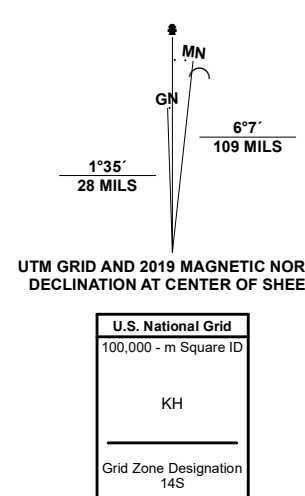 MN
GN
6°7´
109 MILS
1°35´
28 MILS
UTM GRID AND 2019 MAGNETIC NOR
DECLINATION AT CENTER OF SHEE
U.S. National Grid
100,000 - m Square ID
KH
Grid Zone Designation
14S